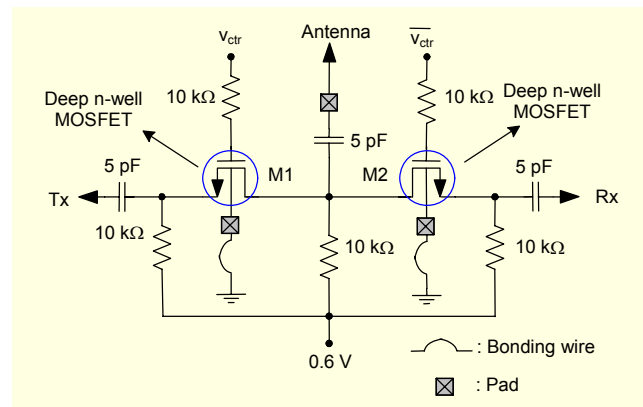 Antenna
v_ctr
v̅_ctr
10 kΩ
10 kΩ
Deep n-well
MOSFET
Deep n-well
MOSFET
5 pF
5 pF
M1
M2
5 pF
Tx
Rx
10 kΩ
10 kΩ
10 kΩ
0.6 V
: Bonding wire
: Pad